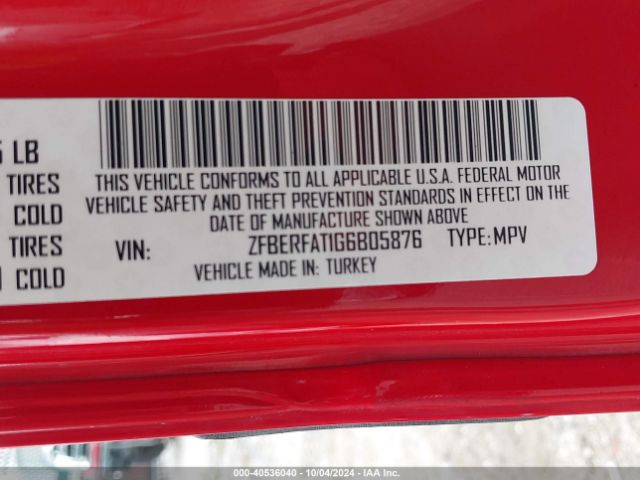 LB
TIRES
COLD
TIRES
COLD
THIS VEHICLE CONFORMS TO ALL APPLICABLE U.S.A. FEDERAL MOTOR
VEHICLE SAFETY AND THEFT PREVENTION STANDARDS IN EFFECT ON THE
DATE OF MANUFACTURE SHOWN ABOVE
VIN: ZFBERFAT1G6B05876 TYPE: MPV
VEHICLE MADE IN: TURKEY
000-40536040 - 10/04/2024 - IAA Inc.